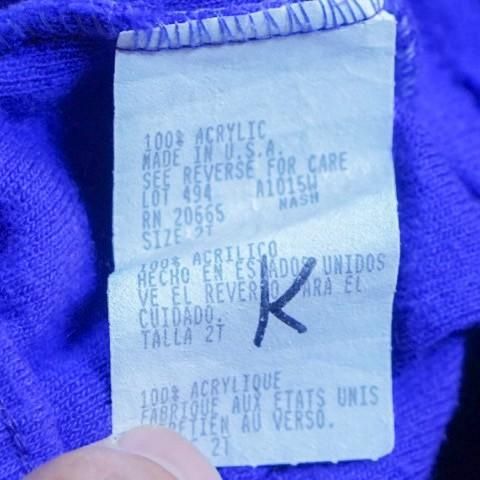 100% ACRYLIC
MADE IN U.S.A.
SEE REVERSE FOR CARE
LOT 494 A1015W
NASH
RN 20565
SIZE 2T
100% ACRILICO
HECHO EN ESTADOS UNIDOS
VE EL REVERSO PARA EL
CUIDADO.
TALLA 2T
K
100% ACRYLIQUE
FABRIQUE AUX ETATS UNIS
ENTRETIEN AU VERSO.
2T